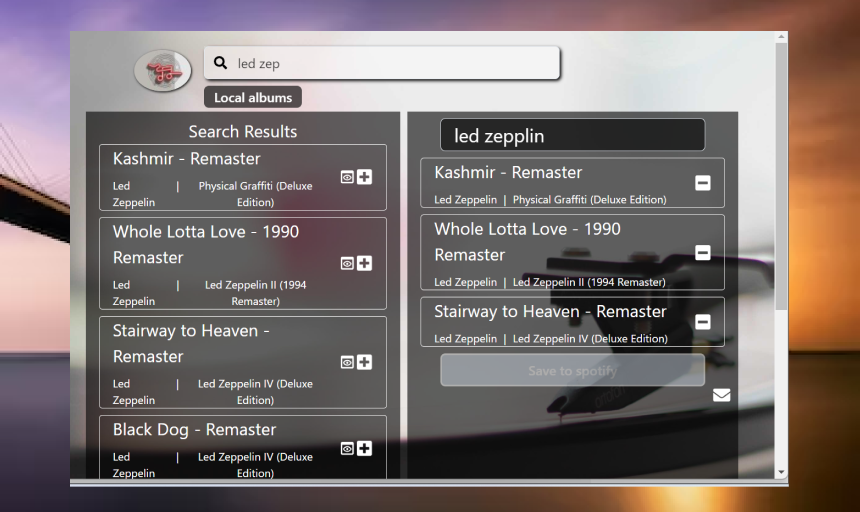 led zep
Local albums
Search Results
Kashmir - Remaster
Led
Zeppelin
|
Physical Graffiti (Deluxe
Edition)
Whole Lotta Love - 1990
Remaster
Led
Zeppelin
|
Led Zeppelin II (1994
Remaster)
Stairway to Heaven -
Remaster
Led
Zeppelin
|
Led Zeppelin IV (Deluxe
Edition)
Black Dog - Remaster
Led
Zeppelin
|
Led Zeppelin IV (Deluxe
Edition)
led zepplin
Kashmir - Remaster
Led Zeppelin | Physical Graffiti (Deluxe Edition)
Whole Lotta Love - 1990
Remaster
Led Zeppelin | Led Zeppelin II (1994 Remaster)
Stairway to Heaven - Remaster
Led Zeppelin | Led Zeppelin IV (Deluxe Edition)
Save to spotify